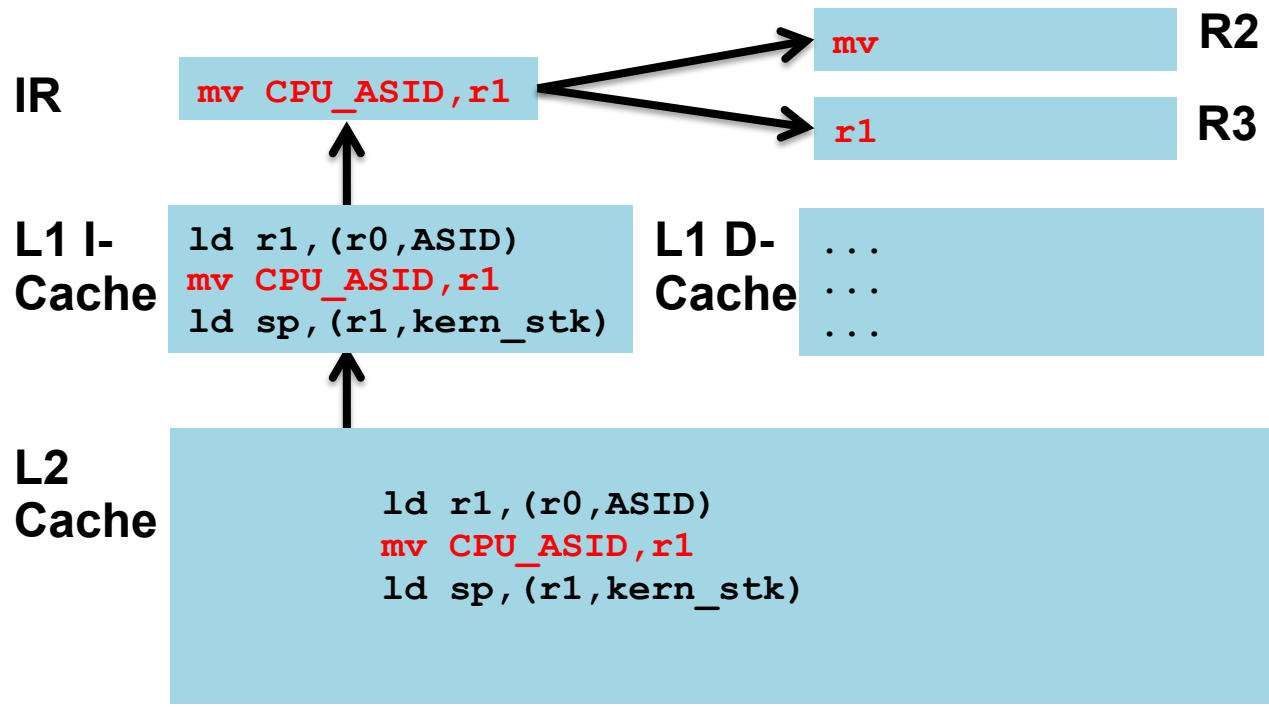 IR
mv CPU_ASID,r1
mv
R2
r1
R3
L1 I-
Cache
ld r1,(r0,ASID)
mv CPU_ASID,r1
ld sp,(r1,kern_stk)
L1 D-
Cache
...
...
...
L2
Cache
ld r1,(r0,ASID)
mv CPU_ASID,r1
ld sp,(r1,kern_stk)